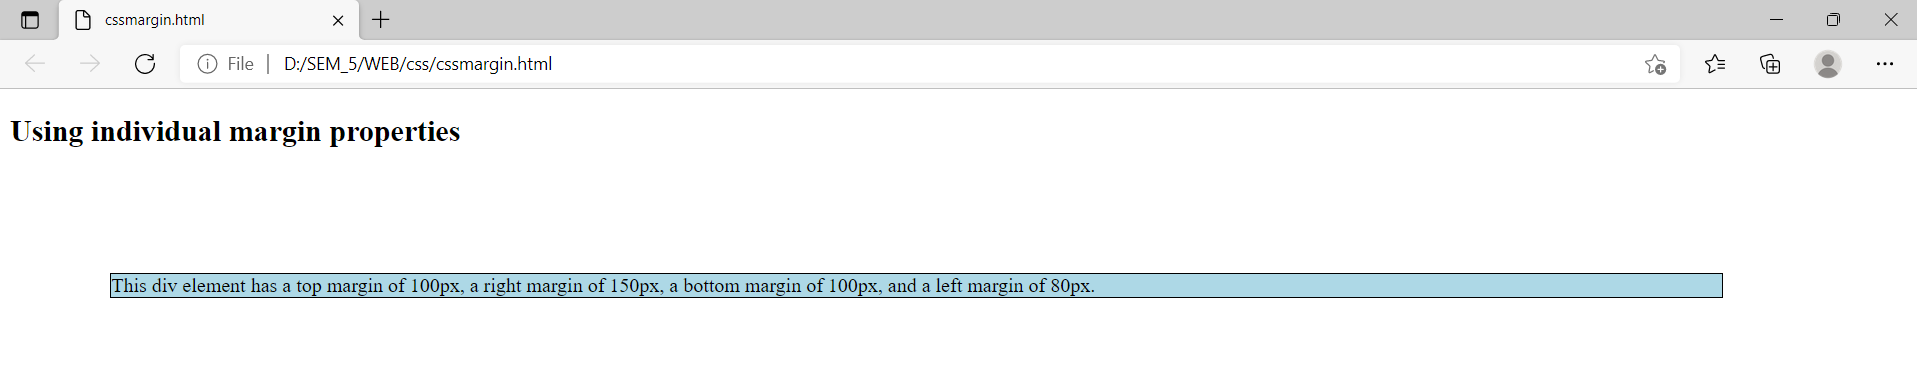 cssmargin.html
File D:/SEM_5/WEB/css/cssmargin.html
Using individual margin properties
This div element has a top margin of 100px, a right margin of 150px, a bottom margin of 100px, and a left margin of 80px.